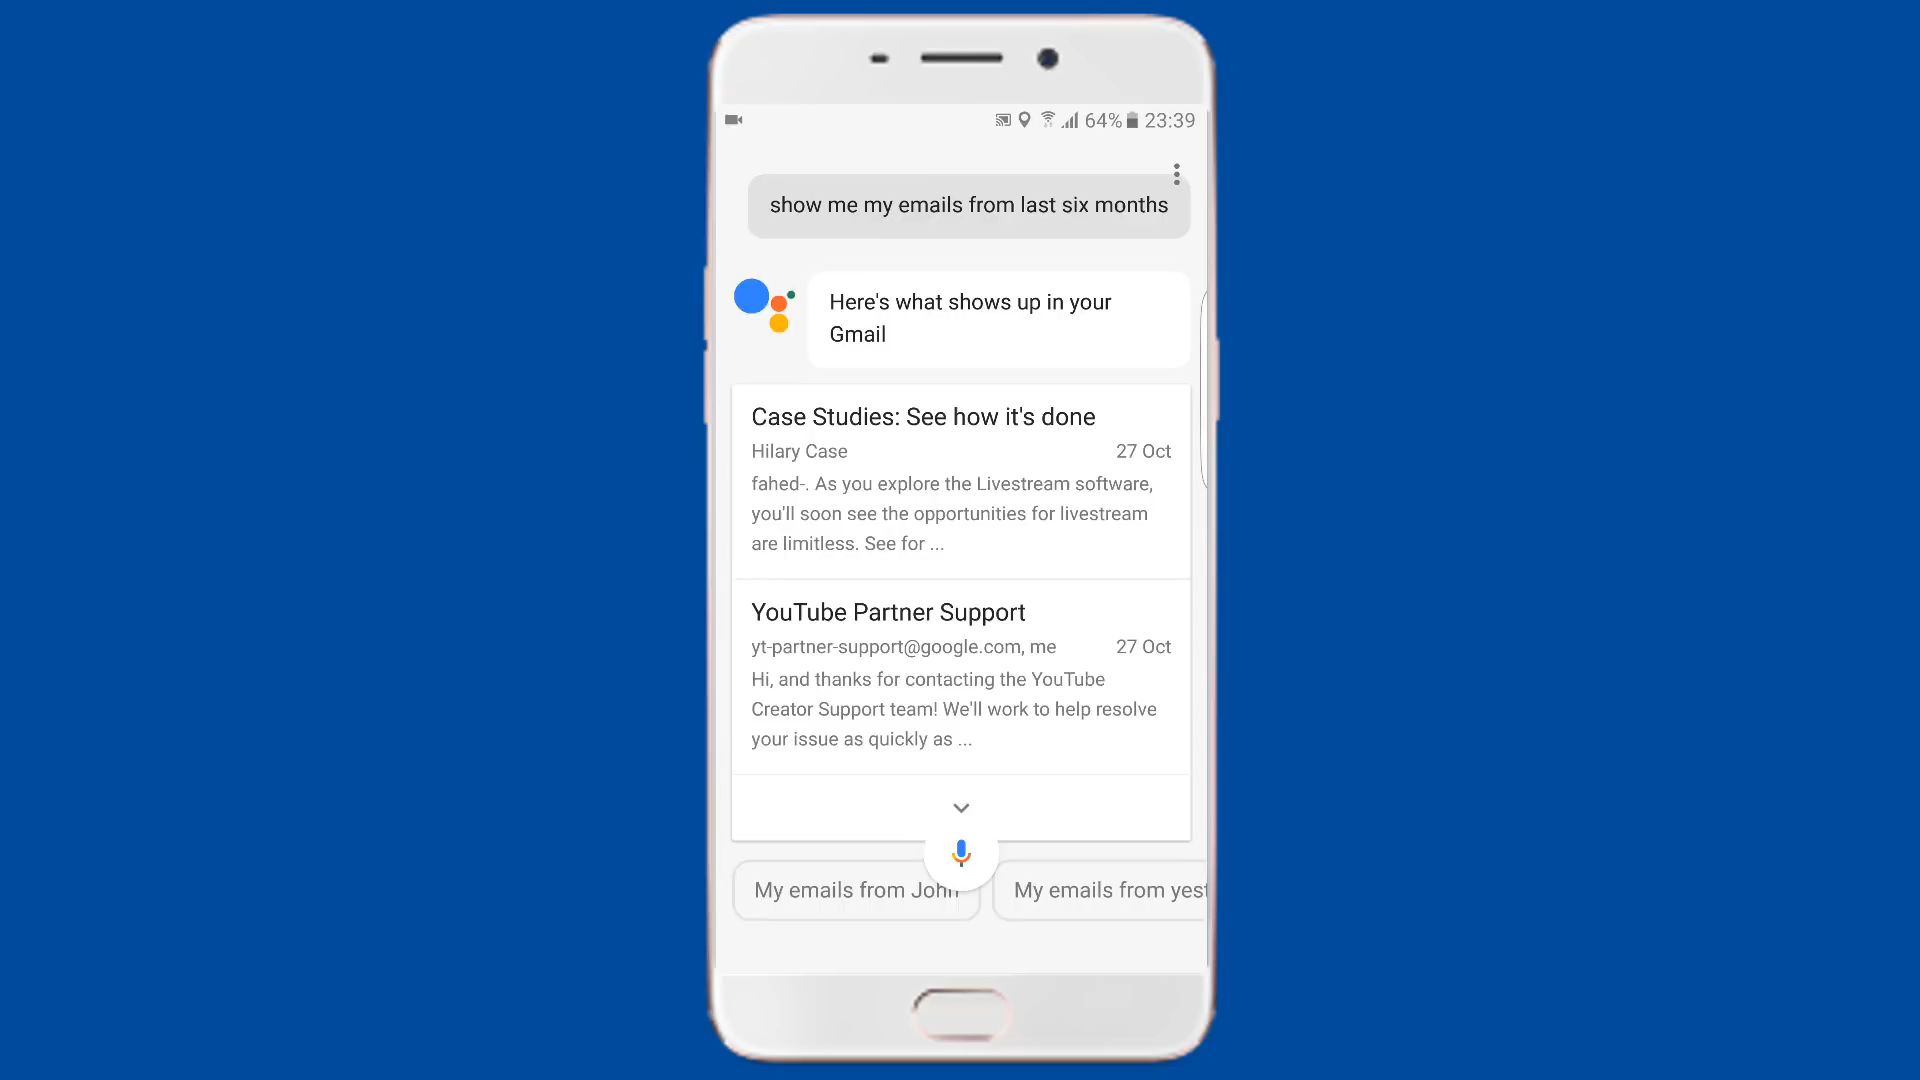 64% 23:39
show me my emails from last six months
Here's what shows up in your
Gmail
Case Studies: See how it's done
Hilary Case 27 Oct
fahed-. As you explore the Livestream software,
you'll soon see the opportunities for livestream
are limitless. See for ...
YouTube Partner Support
yt-partner-support@google.com, me 27 Oct
Hi, and thanks for contacting the YouTube
Creator Support team! We'll work to help resolve
your issue as quickly as ...
My emails from John My emails from yest